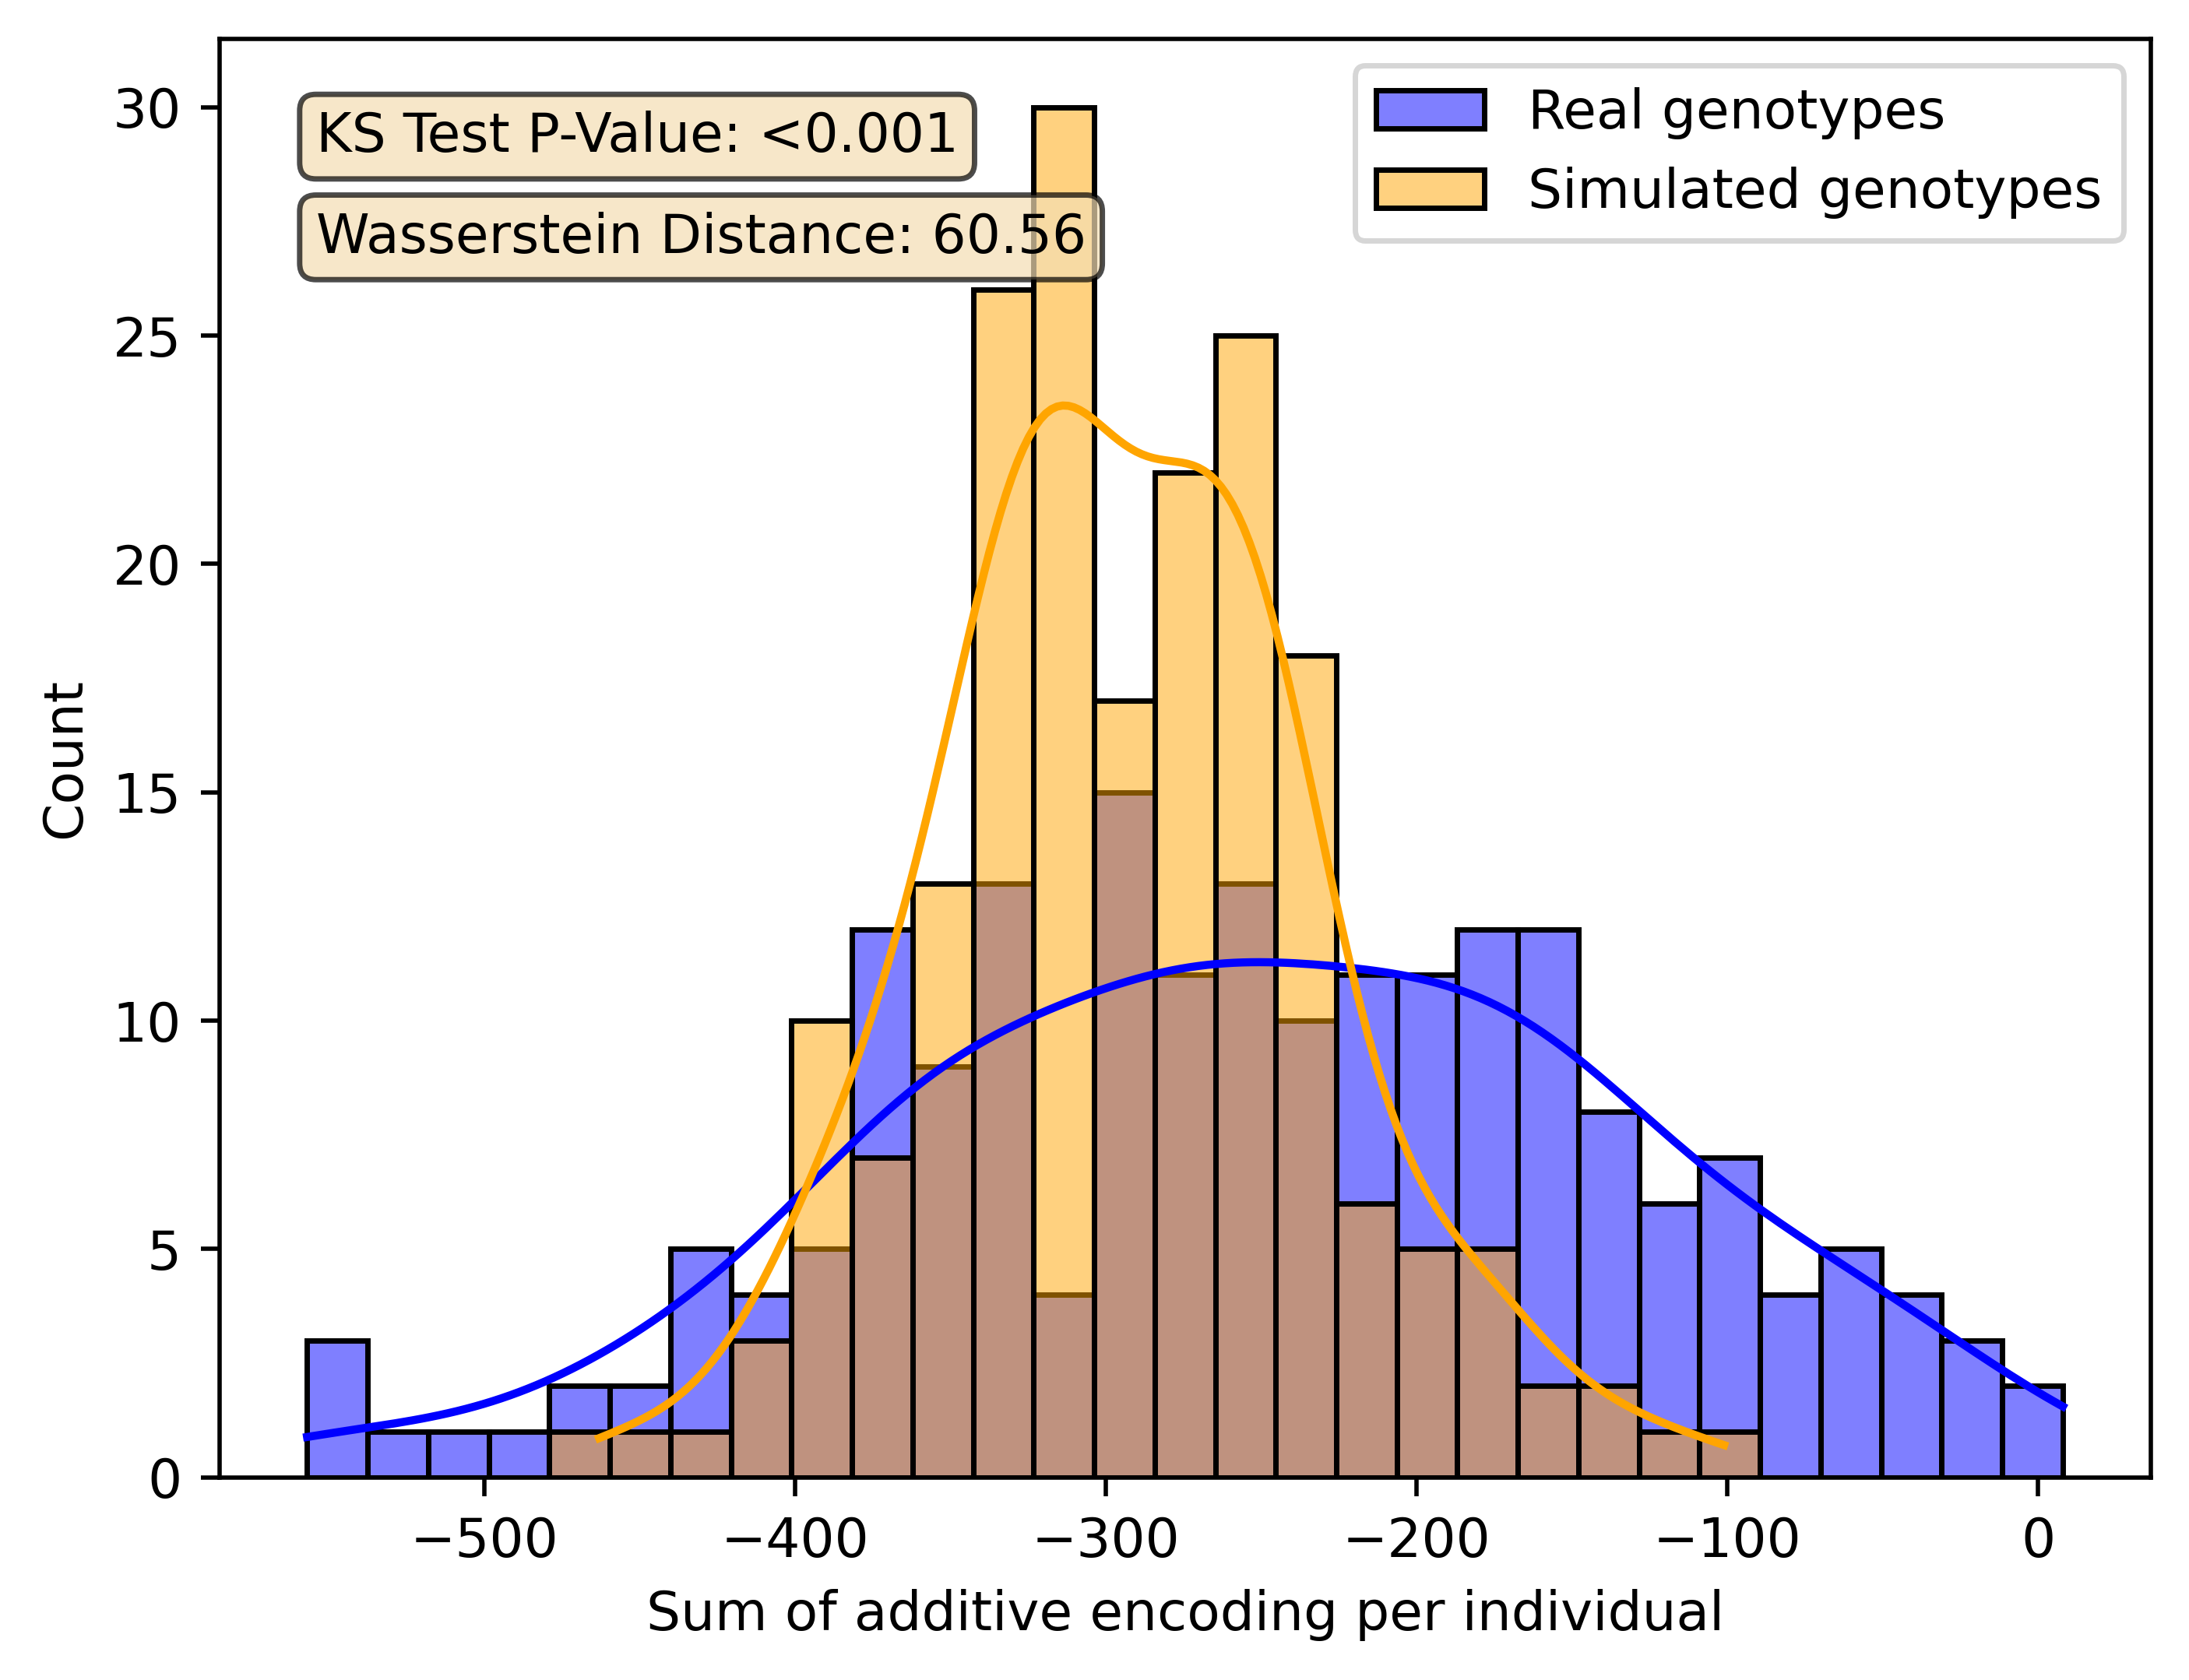 KS Test P-Value: <0.001
Wasserstein Distance: 60.56
Real genotypes
Simulated genotypes
Count
30
25
20
15
10
5
0
−500 −400 −300 −200 −100 0
Sum of additive encoding per individual